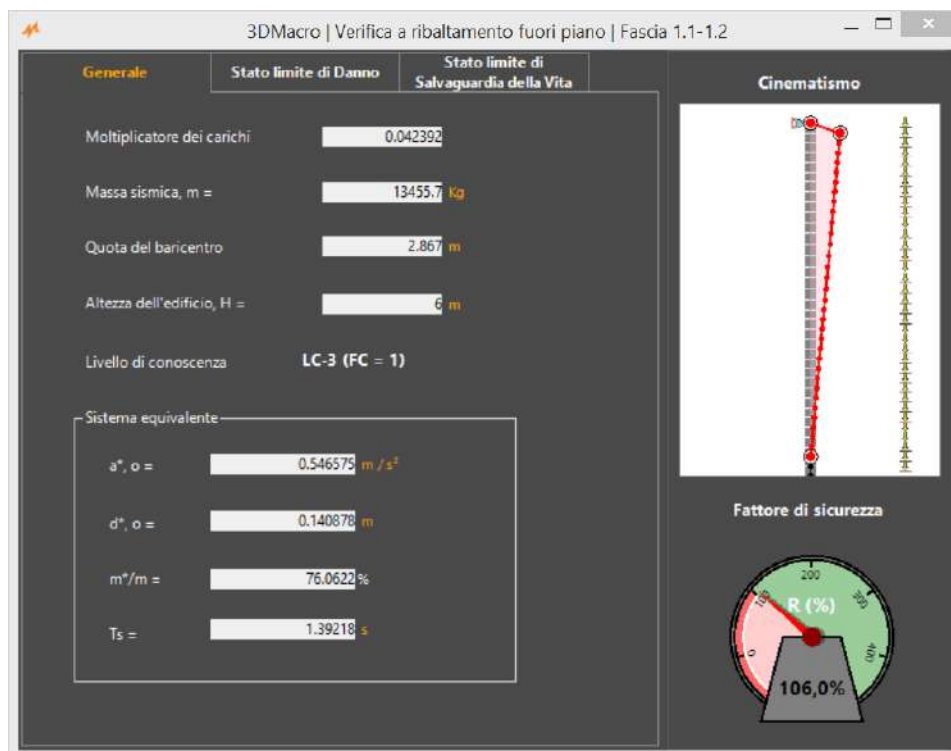 3DMacro | Verifica a ribaltamento fuori piano | Fascia 1.1-1.2
Generale
Stato limite di Danno
Stato limite di
Salvaguardia della Vita
Moltiplicatore dei carichi 0.042392
Massa sismica, m = 13455.7 Kg
Quota del baricentro 2.867 m
Altezza dell'edificio, H = 6 m
Livello di conoscenza LC-3 (FC = 1)
Sistema equivalente
a*, o = 0.546575 m / s²
d*, o = 0.140878 m
m*/m = 76.0622 %
Ts = 1.39218 s
Cinematismo
Fattore di sicurezza
0 100 200 300 400
R (%)
106,0%